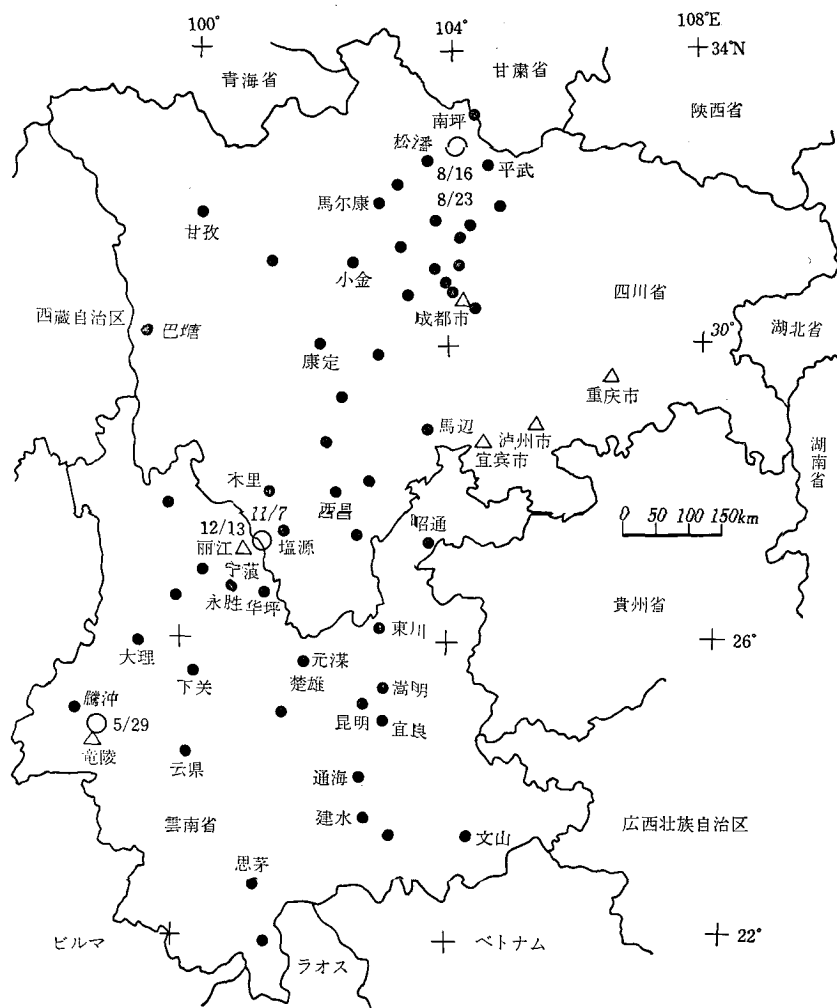 100°
104°
108°E
34°N
青海省
甘粛省
陝西省
南坪
松潘
平武
8/16
8/23
馬尔康
甘孜
小金
四川省
成都市
西蔵自治区
巴塘
湖北省
30°
康定
重庆市
馬辺
泸州市
宜宾市
湖南省
木里
西昌
昭通
0 50 100 150km
12/13
11/7
丽江
塩源
宁蒗
永胜
华坪
貴州省
東川
26°
大理
元渫
下关
楚雄
嵩明
騰沖
昆明
宜良
5/29
竜陵
云県
通海
雲南省
建水
広西壮族自治区
文山
思茅
ビルマ
ベトナム
22°
ラオス